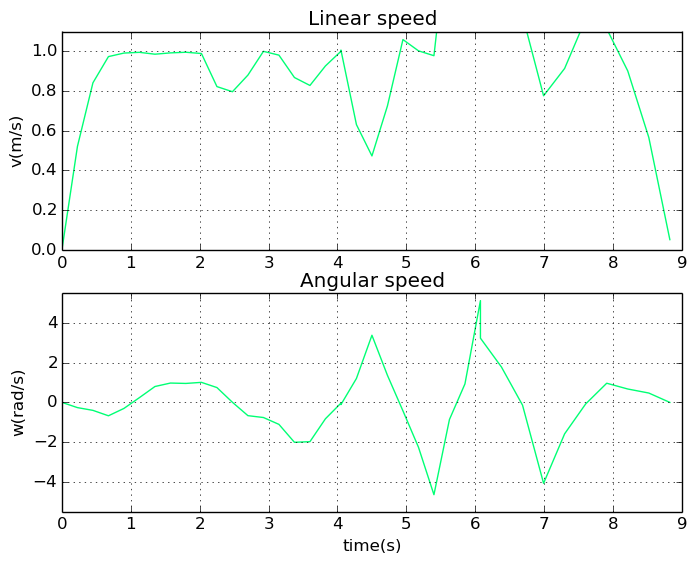 Linear speed
1.0
0.8
0.6
0.4
0.2
0.0
v(m/s)
0 1 2 3 4 5 6 7 8 9
Angular speed
4
2
0
−2
−4
w(rad/s)
0 1 2 3 4 5 6 7 8 9
time(s)